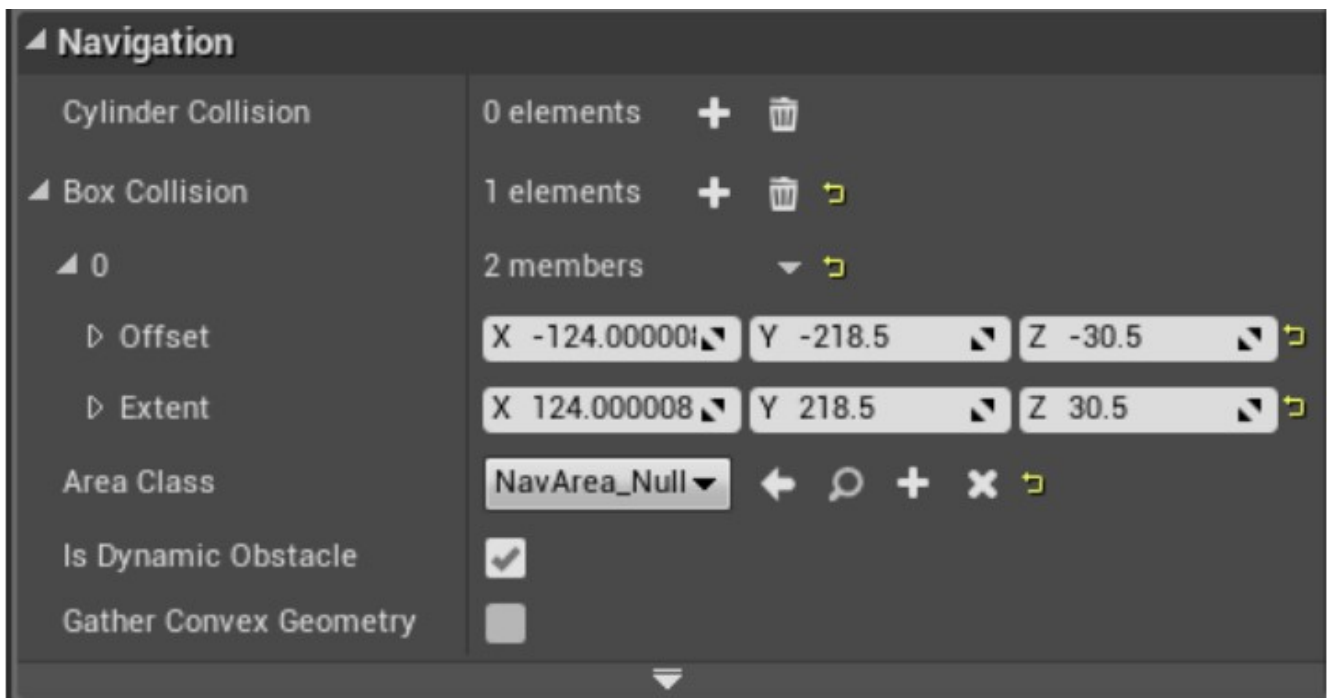 Navigation
Cylinder Collision 0 elements
Box Collision 1 elements
0 2 members
Offset X -124.000008 Y -218.5 Z -30.5
Extent X 124.000008 Y 218.5 Z 30.5
Area Class NavArea_Null
Is Dynamic Obstacle
Gather Convex Geometry